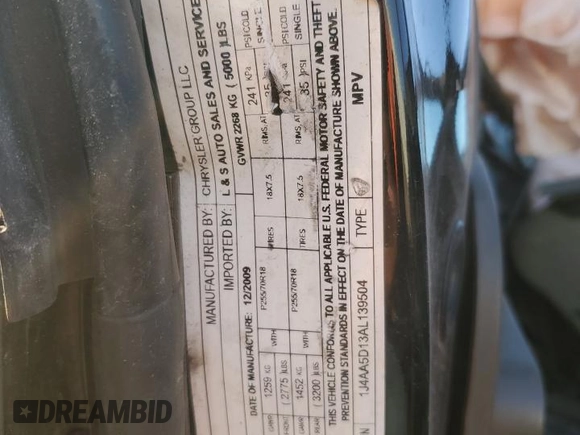 MANUFACTURED BY: CHRYSLER GROUP LLC
IMPORTED BY: L & S AUTO SALES AND SERVICE
DATE OF MANUFACTURE: 12/2009 GVWR 2268 KG ( 5000 )LBS
GAWR 1259 KG P255/70R18 TIRES 18X7.5 RIMS, AT 241 KPA PSI COLD
( 2775 )LBS 35 SINGLE
GAWR 1452 KG P255/70R18 TIRES 18X7.5 RIMS, AT 241 PSI COLD
( 3200 )LBS 35 PSI SINGLE
THIS VEHICLE CONFORMS TO ALL APPLICABLE U.S. FEDERAL MOTOR SAFETY AND THEFT
PREVENTION STANDARDS IN EFFECT ON THE DATE OF MANUFACTURE SHOWN ABOVE.
1J4AA5D13AL139504 TYPE MPV
DREAMBID